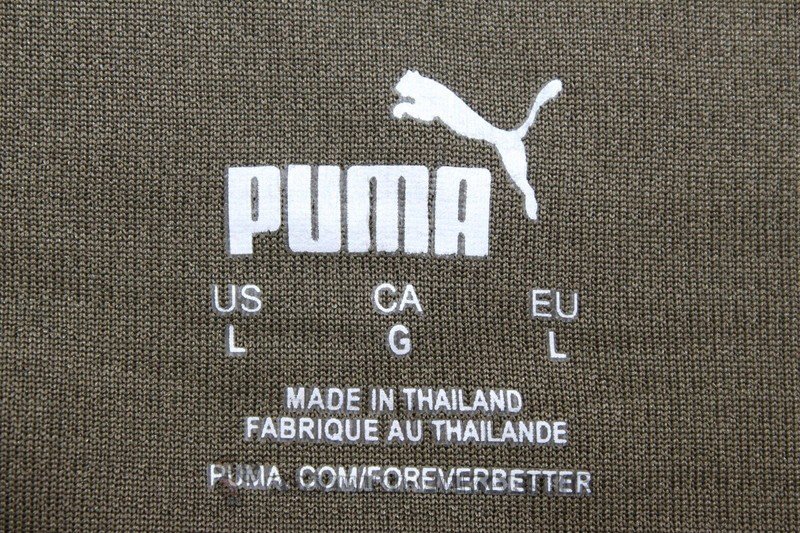 PUMA
US CA EU
L G L
MADE IN THAILAND
FABRIQUE AU THAILANDE
PUMA.COM/FOREVERBETTER